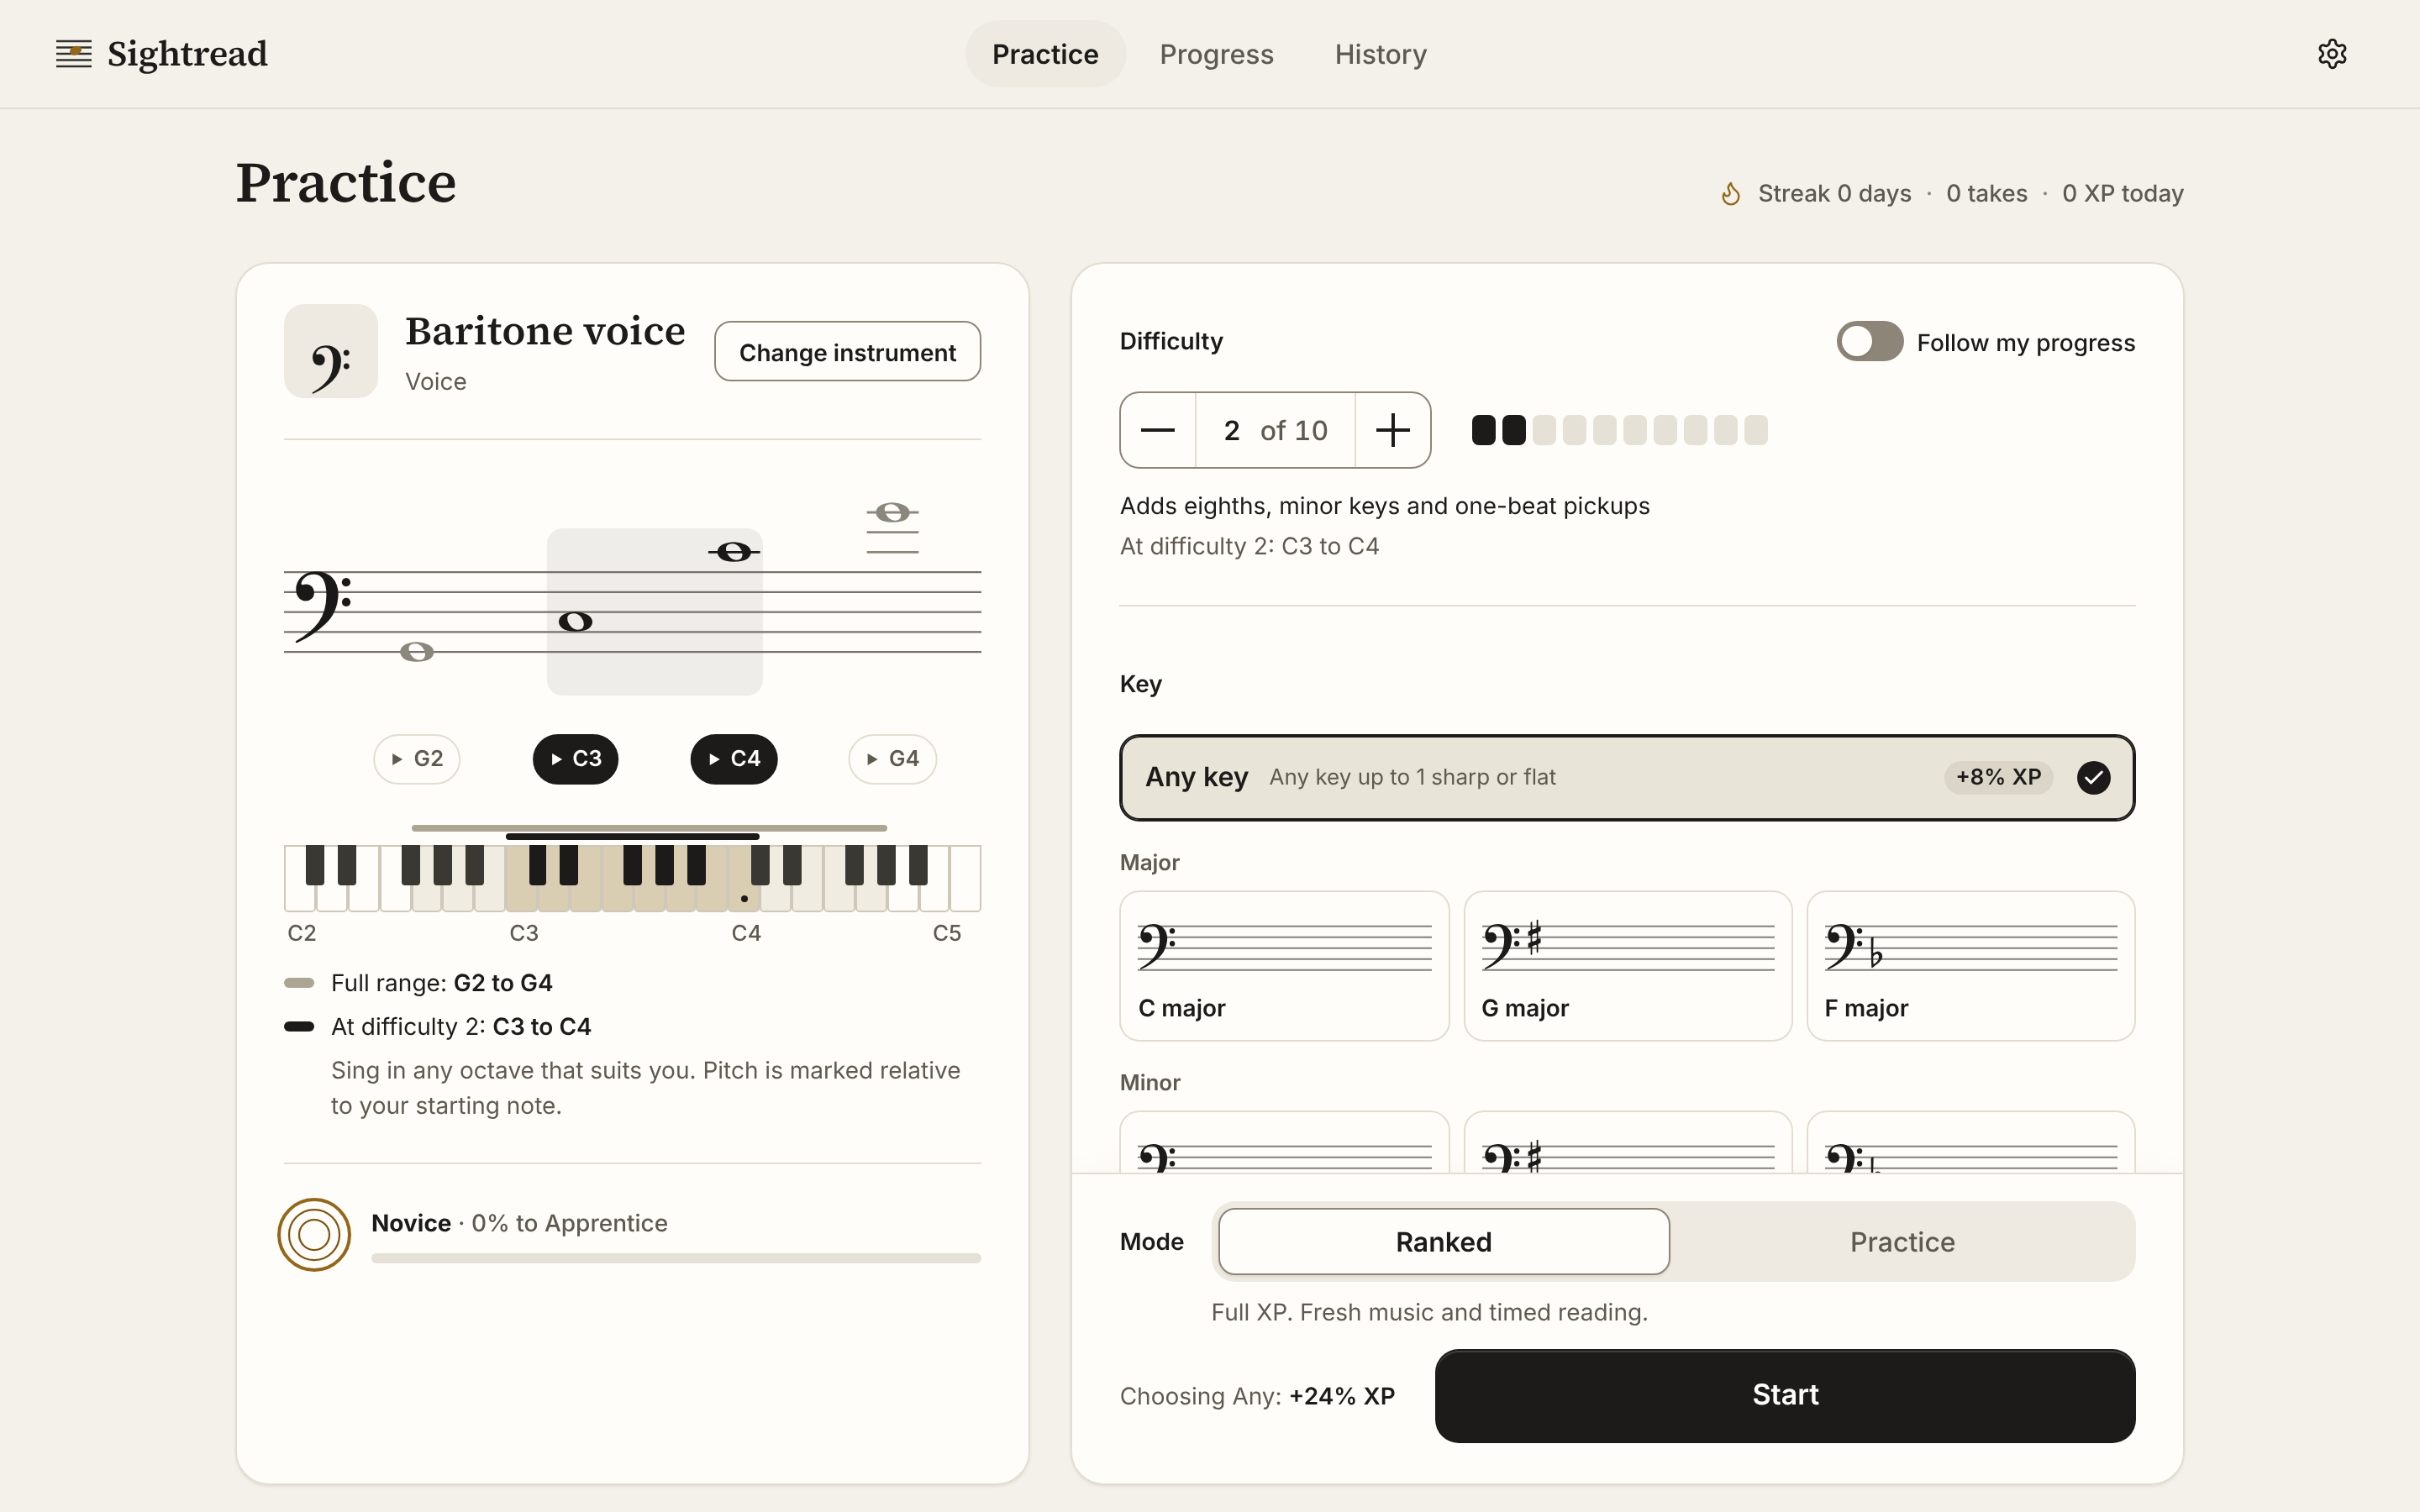 Sightread
Practice
Progress
History
Practice
Streak 0 days · 0 takes · 0 XP today
Baritone voice
Voice
Change instrument
G2
C3
C4
G4
C2
C3
C4
C5
Full range: G2 to G4
At difficulty 2: C3 to C4
Sing in any octave that suits you. Pitch is marked relative
to your starting note.
Novice · 0% to Apprentice
Difficulty
Follow my progress
2 of 10
Adds eighths, minor keys and one-beat pickups
At difficulty 2: C3 to C4
Key
Any key Any key up to 1 sharp or flat +8% XP
Major
C major
G major
F major
Minor
Mode
Ranked
Practice
Full XP. Fresh music and timed reading.
Choosing Any: +24% XP
Start